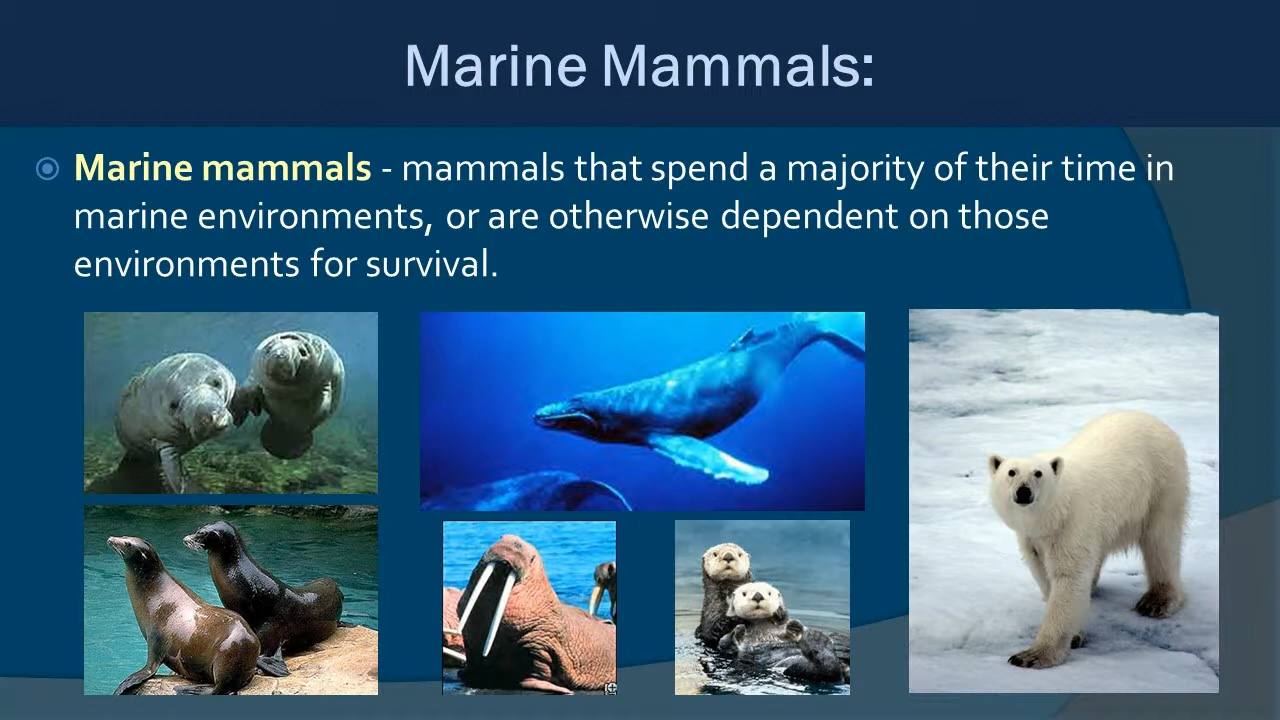 Marine Mammals:
Marine mammals - mammals that spend a majority of their time in
marine environments, or are otherwise dependent on those
environments for survival.